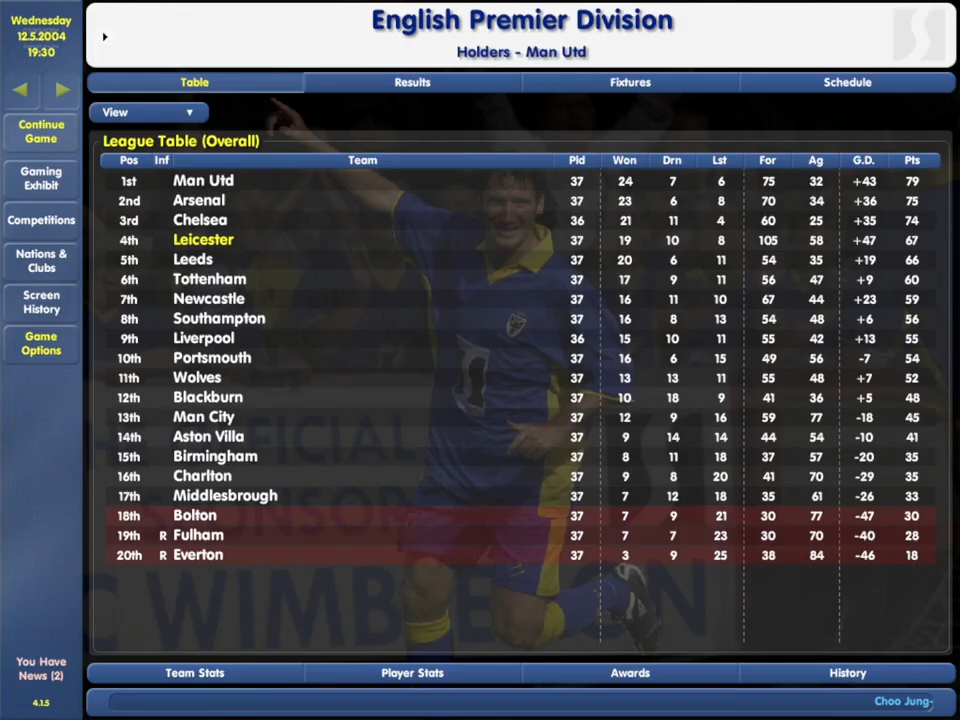 Wednesday
12.5.2004
19:30
English Premier Division
Holders - Man Utd
Table Results Fixtures Schedule
View
Continue
Game
Gaming
Exhibit
Competitions
Nations &
Clubs
Screen
History
Game
Options
League Table (Overall)
Pos Inf Team Pld Won Drn Lst For Ag G.D. Pts
1st Man Utd 37 24 7 6 75 32 +43 79
2nd Arsenal 37 23 6 8 70 34 +36 75
3rd Chelsea 36 21 11 4 60 25 +35 74
4th Leicester 37 19 10 8 105 58 +47 67
5th Leeds 37 20 6 11 54 35 +19 66
6th Tottenham 37 17 9 11 56 47 +9 60
7th Newcastle 37 16 11 10 67 44 +23 59
8th Southampton 37 16 8 13 54 48 +6 56
9th Liverpool 36 15 10 11 55 42 +13 55
10th Portsmouth 37 16 6 15 49 56 -7 54
11th Wolves 37 13 13 11 55 48 +7 52
12th Blackburn 37 10 18 9 41 36 +5 48
13th Man City 37 12 9 16 59 77 -18 45
14th Aston Villa 37 9 14 14 44 54 -10 41
15th Birmingham 37 8 11 18 37 57 -20 35
16th Charlton 37 9 8 20 41 70 -29 35
17th Middlesbrough 37 7 12 18 35 61 -26 33
18th Bolton 37 7 9 21 30 77 -47 30
19th R Fulham 37 7 7 23 30 70 -40 28
20th R Everton 37 3 9 25 38 84 -46 18
OFFICIAL
SPONSOR
C WIMBLEDON
You Have
News (2)
4.1.5
Team Stats Player Stats Awards History
Choo Jung-